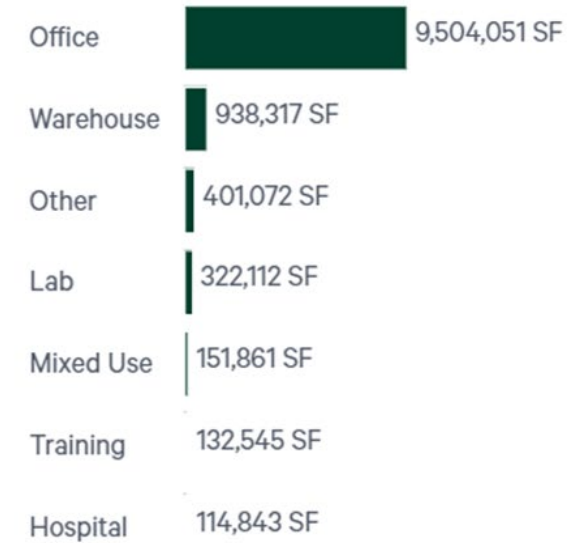 Office 9,504,051 SF
Warehouse 938,317 SF
Other 401,072 SF
Lab 322,112 SF
Mixed Use 151,861 SF
Training 132,545 SF
Hospital 114,843 SF